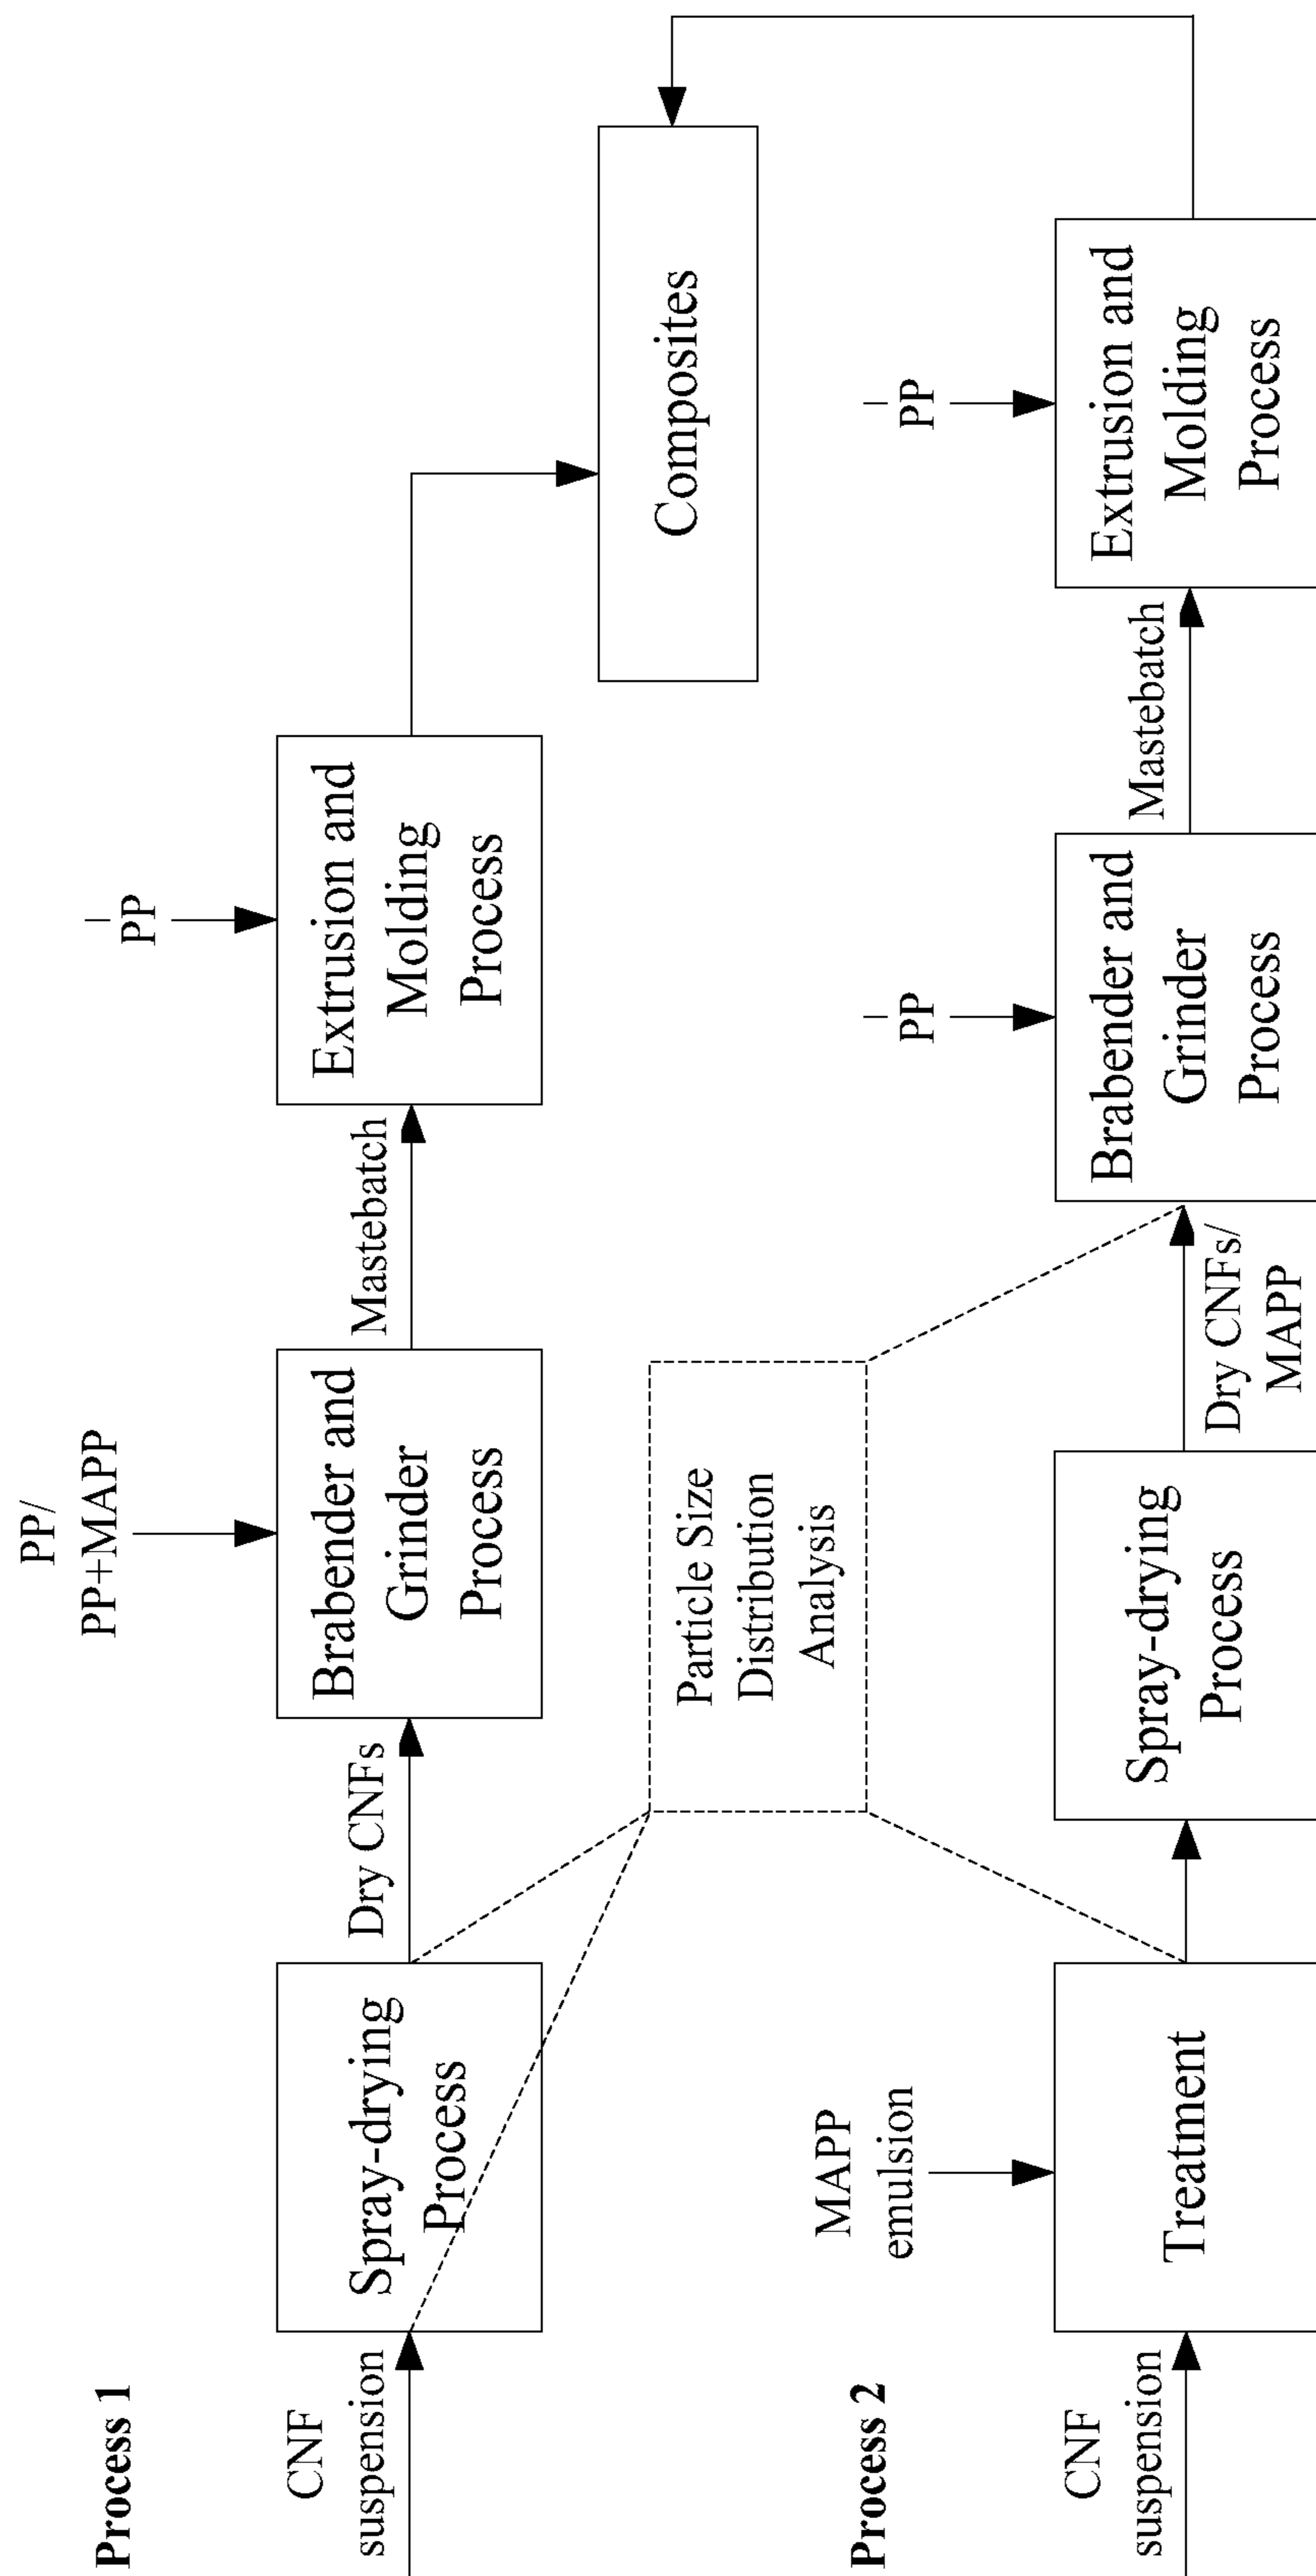 Process 1
CNF
suspension
Spray-drying
Process
Dry CNFs
PP/
PP+MAPP
Brabender and
Grinder
Process
Mastebatch
PP
Extrusion and
Molding
Process
Composites
Particle Size
Distribution
Analysis
Process 2
CNF
suspension
MAPP
emulsion
Treatment
Spray-drying
Process
Dry CNFs/
MAPP
PP
Brabender and
Grinder
Process
Mastebatch
PP
Extrusion and
Molding
Process